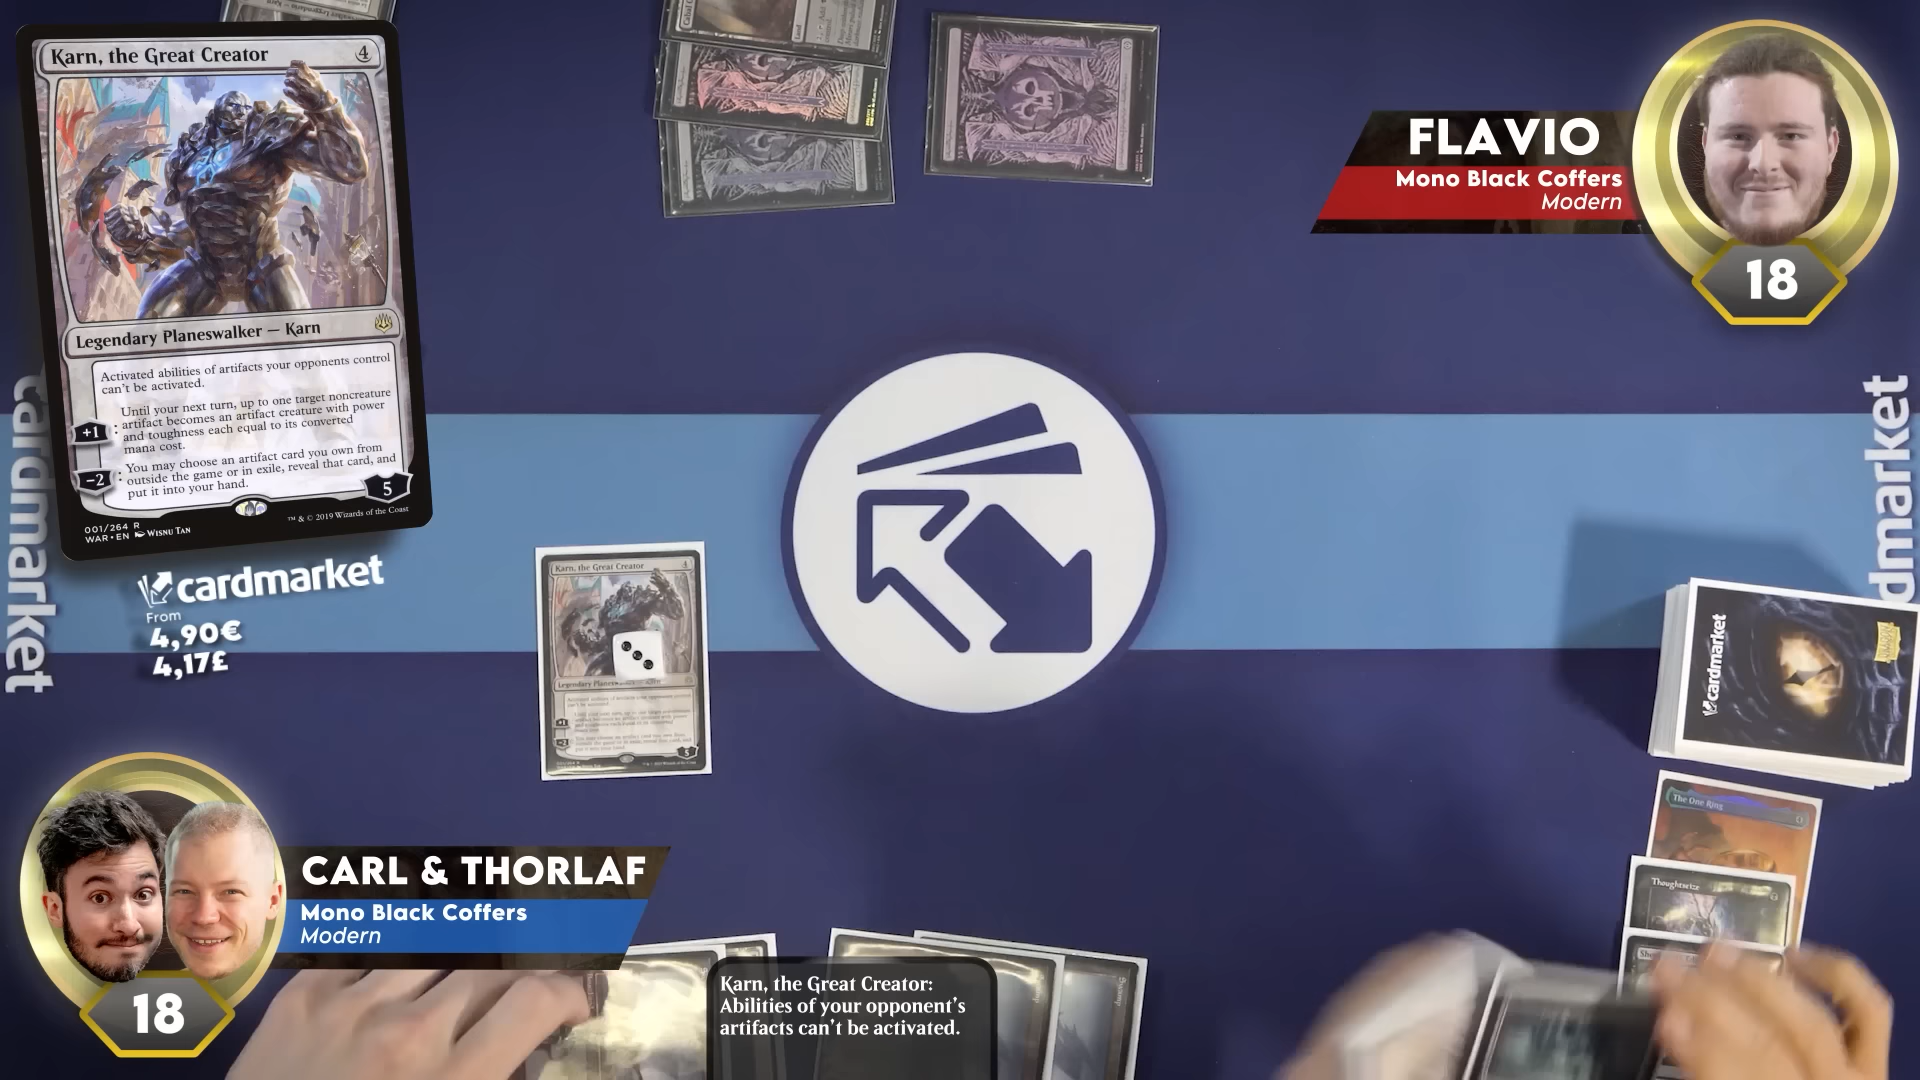 Karn, the Great Creator 4
Legendary Planeswalker — Karn
Activated abilities of artifacts your opponents control
can't be activated.
+1 : Until your next turn, up to one target noncreature
artifact becomes an artifact creature with power
and toughness each equal to its converted
mana cost.
−2 : You may choose an artifact card you own from
outside the game or in exile, reveal that card, and
put it into your hand.
5
001/264 R
WAR • EN Wisnu Tan
™ & © 2019 Wizards of the Coast
cardmarket
From
4,90€
4,17£
cardmarket
FLAVIO
Mono Black Coffers
Modern
18
dmarket
Karn, the Great Creator 4
cardmarket
The One Ring
Thoughtseize
CARL & THORLAF
Mono Black Coffers
Modern
18
Karn, the Great Creator:
Abilities of your opponent's
artifacts can't be activated.
Swamp